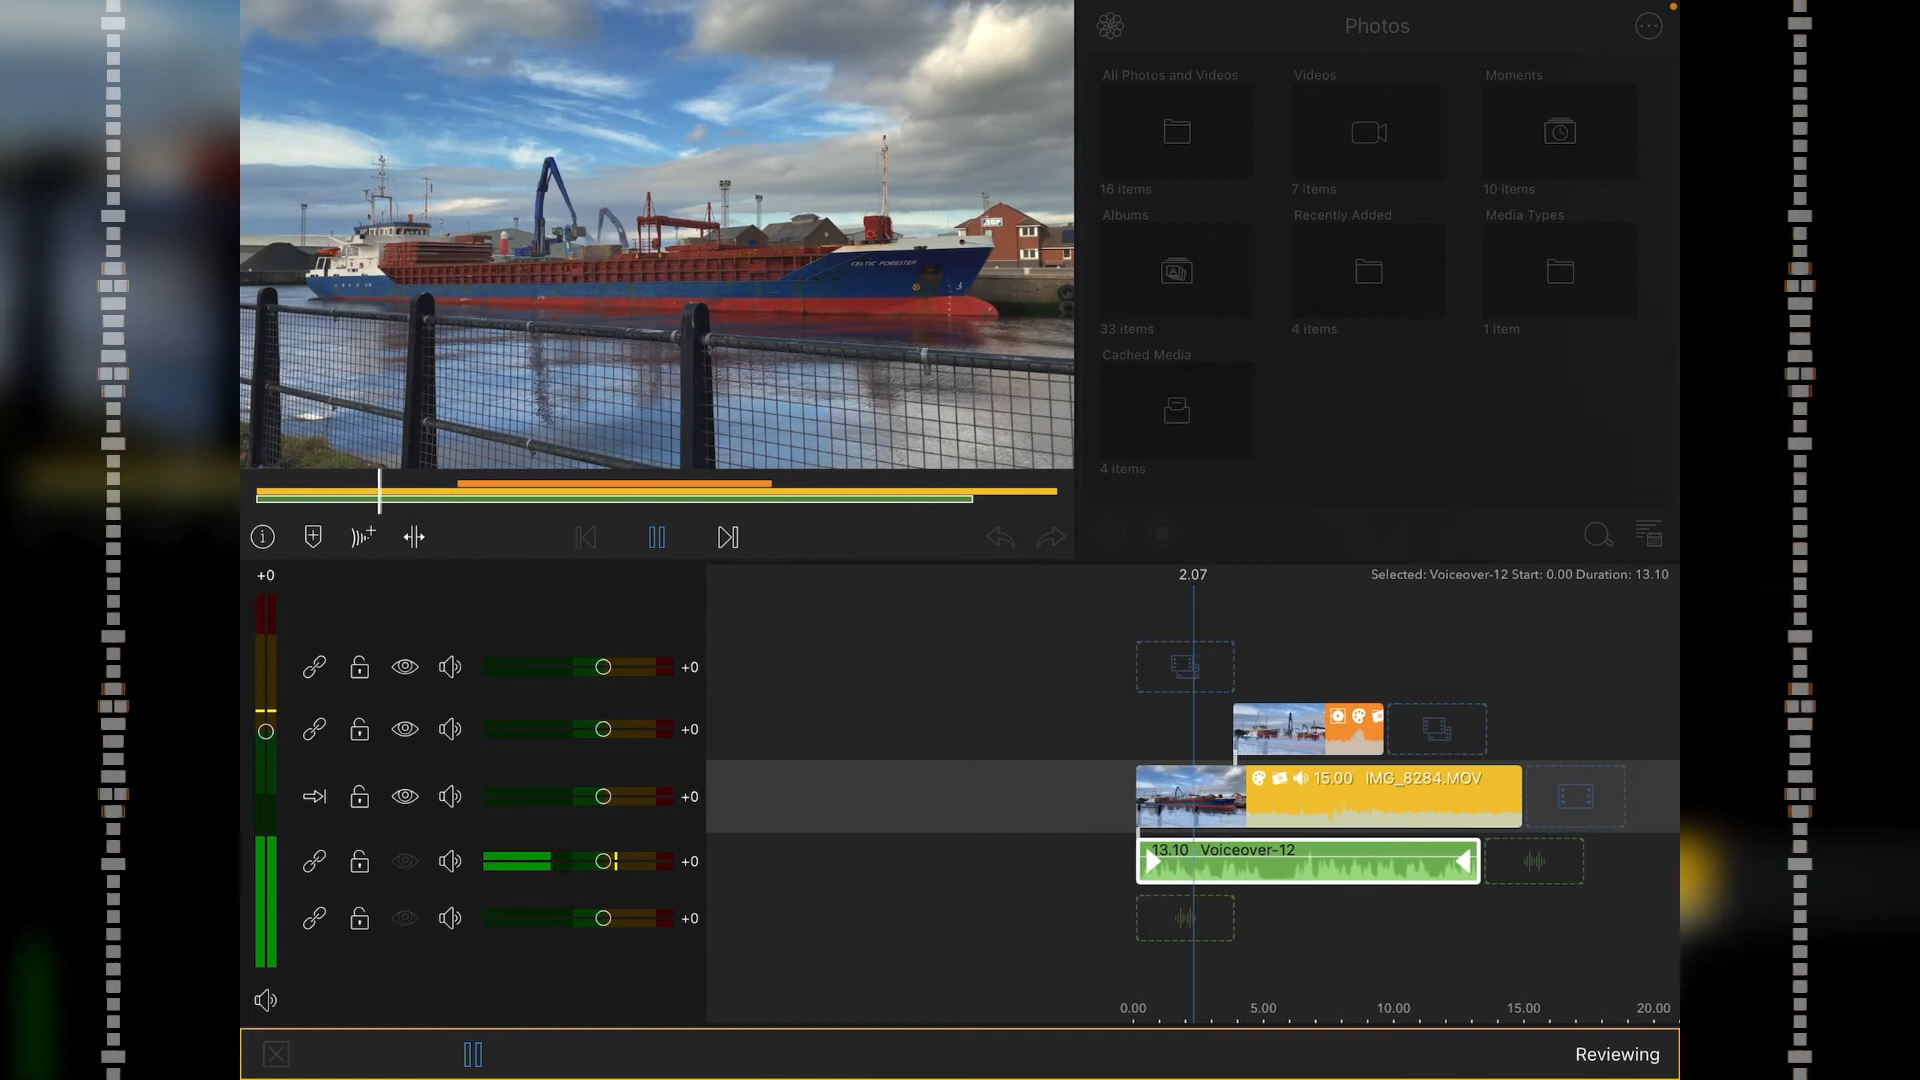 Photos
All Photos and Videos
Videos
Moments
16 items
7 items
10 items
Albums
Recently Added
Media Types
33 items
4 items
1 item
Cached Media
4 items
CELTIC FORESTER
ABP
+0
2.07
Selected: Voiceover-12 Start: 0.00 Duration: 13.10
+0
+0
15.00 IMG_8284.MOV
+0
13.10 Voiceover-12
+0
+0
0.00 5.00 10.00 15.00 20.00
Reviewing